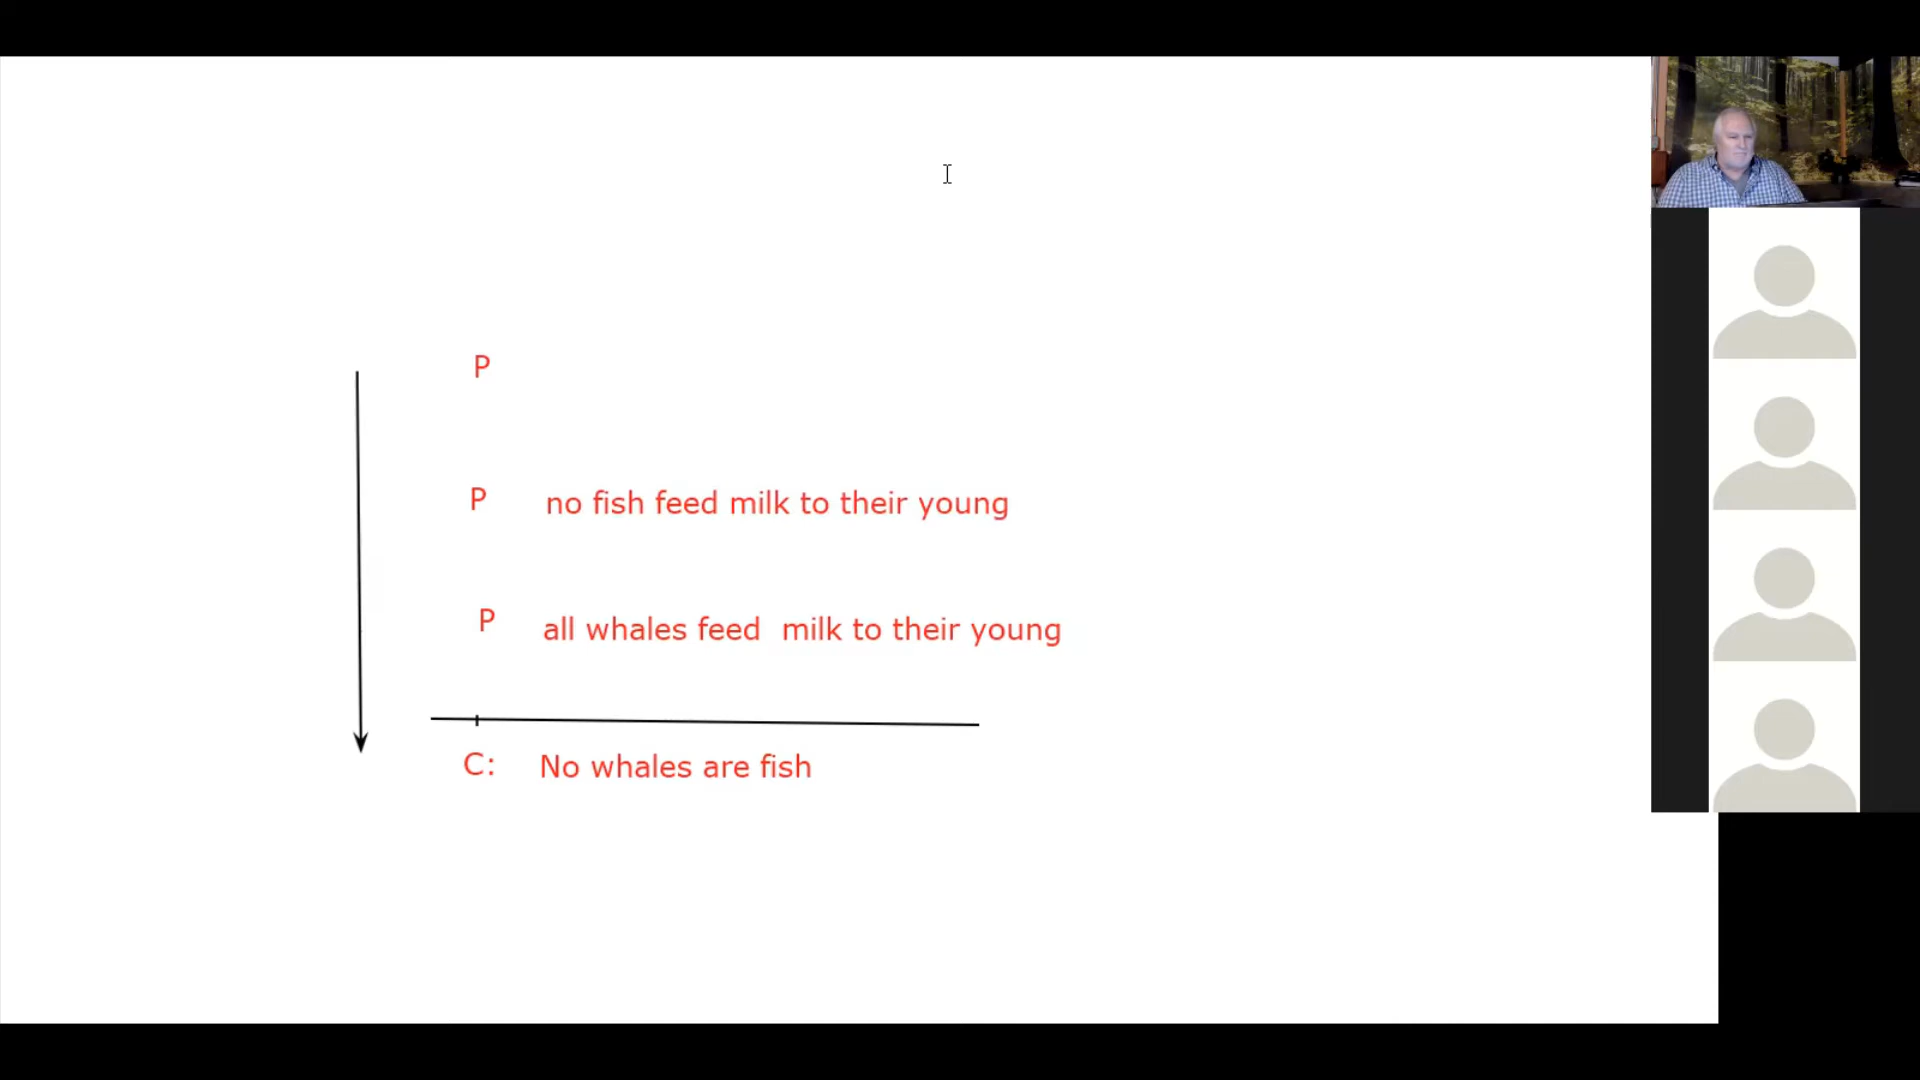 P
P no fish feed milk to their young
P all whales feed milk to their young
C: No whales are fish